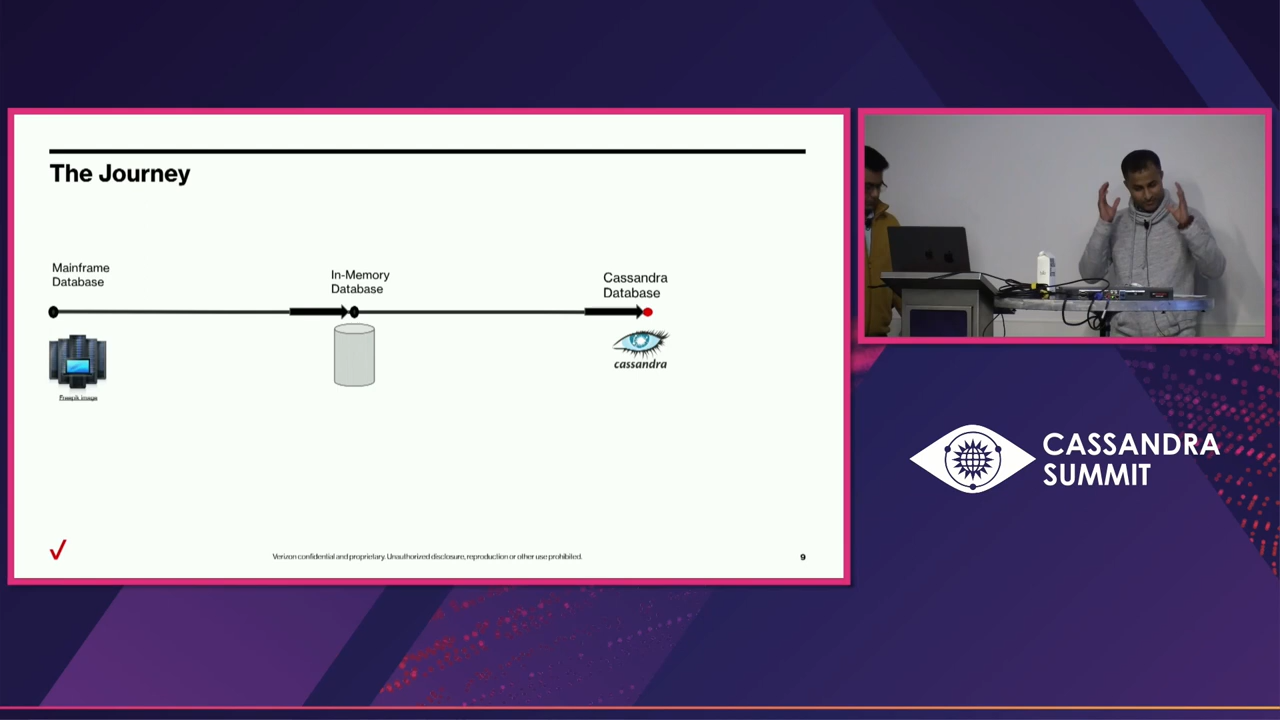 The Journey
Mainframe
Database
In-Memory
Database
Cassandra
Database
Freepik image
cassandra
Verizon confidential and proprietary. Unauthorized disclosure, reproduction or other use prohibited.
9
CASSANDRA
SUMMIT